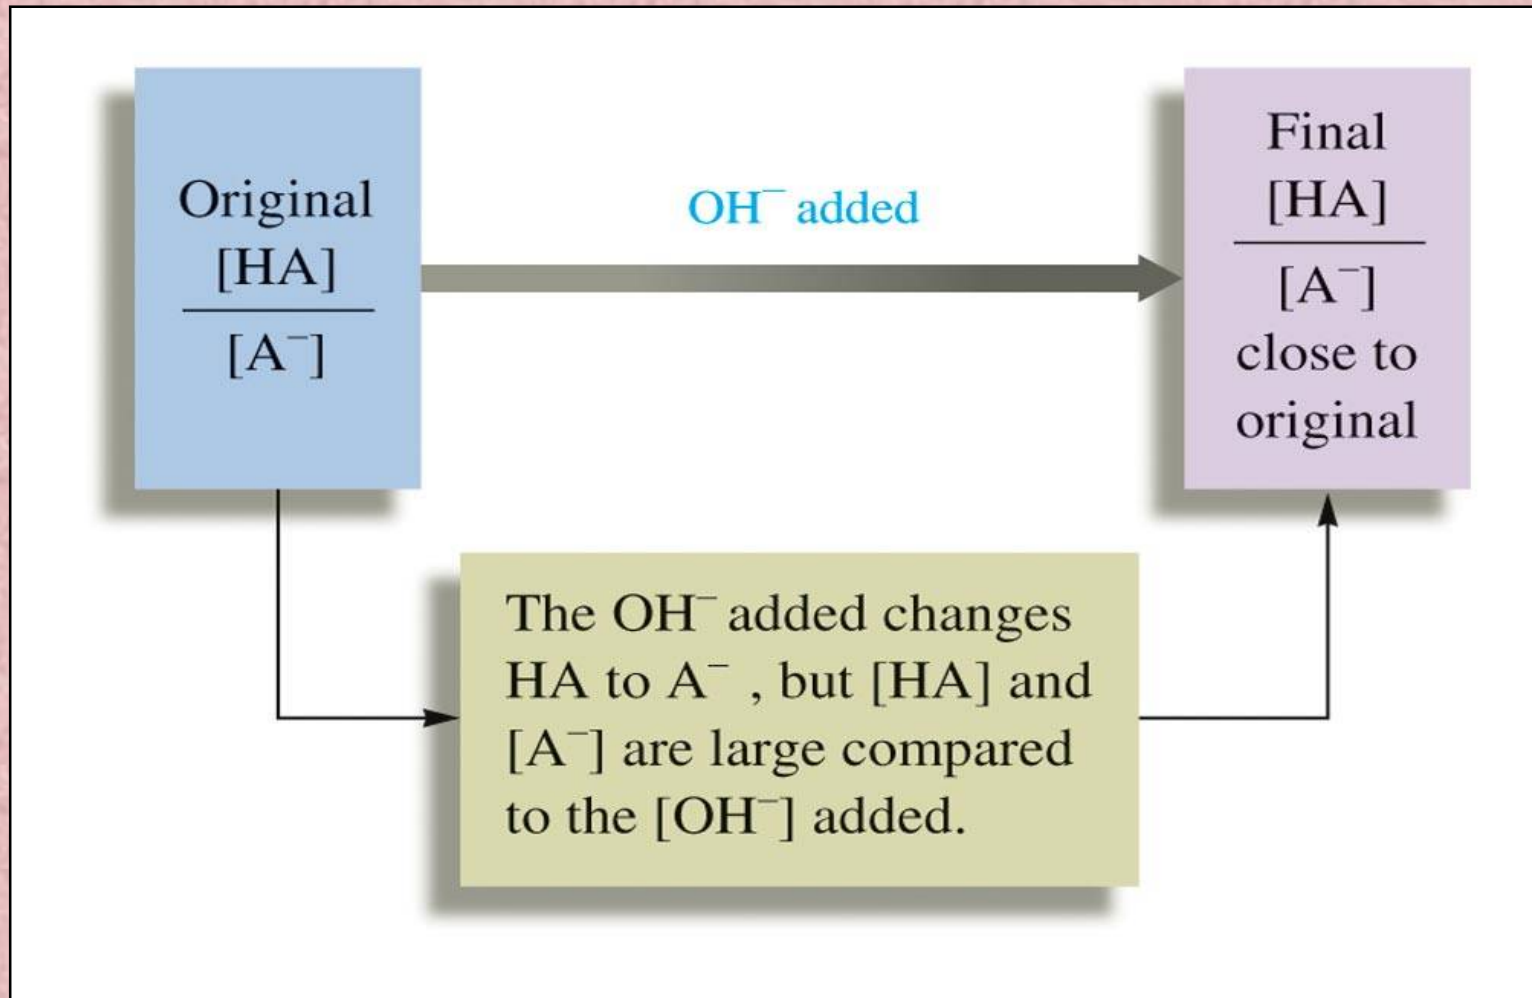 Original
[HA]
[A⁻]
OH⁻ added
Final
[HA]
[A⁻]
close to
original
The OH⁻ added changes
HA to A⁻ , but [HA] and
[A⁻] are large compared
to the [OH⁻] added.